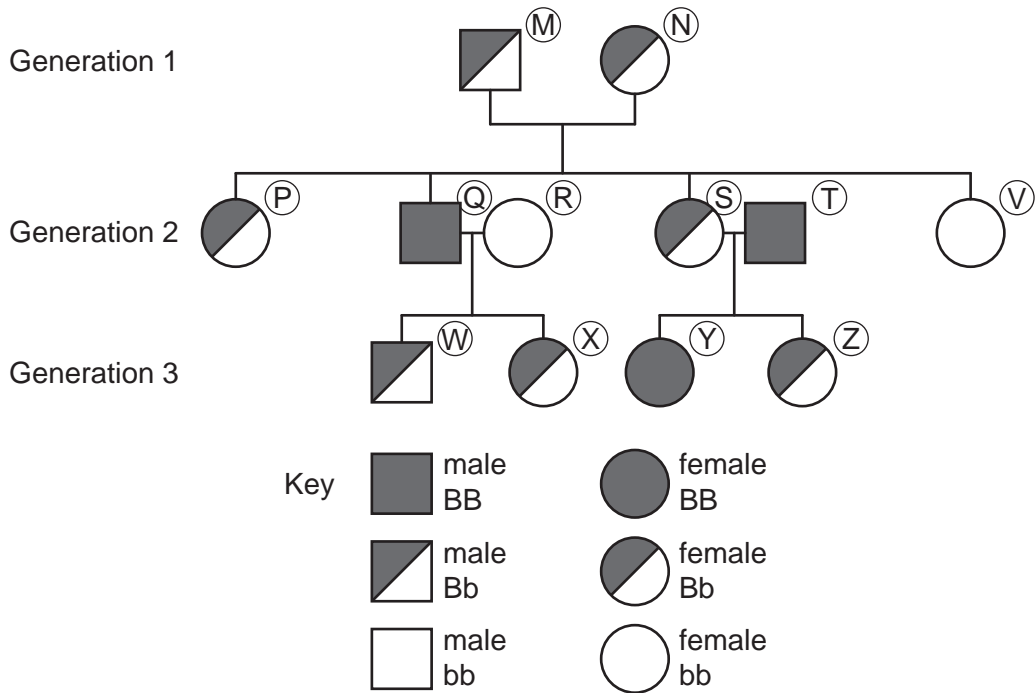 M N
Generation 1
P Q R S T V
Generation 2
W X Y Z
Generation 3
Key
male
BB
female
BB
male
Bb
female
Bb
male
bb
female
bb